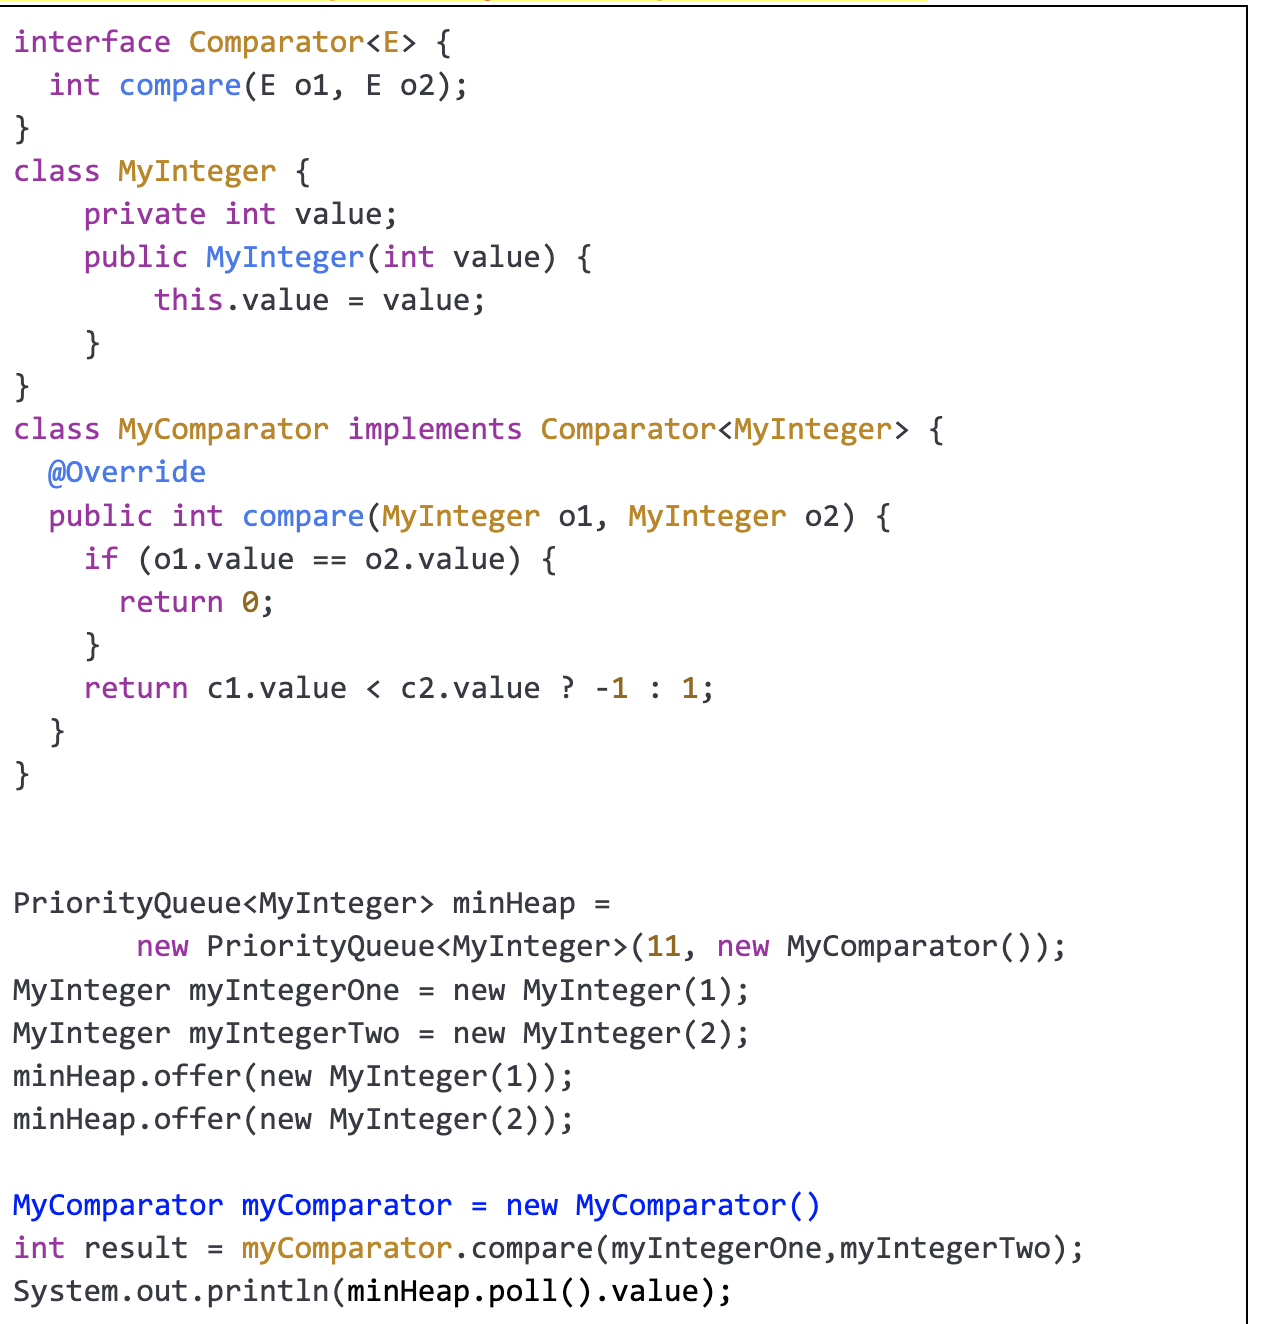 interface Comparator<E> {
  int compare(E o1, E o2);
}
class MyInteger {
    private int value;
    public MyInteger(int value) {
        this.value = value;
    }
}
class MyComparator implements Comparator<MyInteger> {
  @Override
  public int compare(MyInteger o1, MyInteger o2) {
    if (o1.value == o2.value) {
      return 0;
    }
    return c1.value < c2.value ? -1 : 1;
  }
}
PriorityQueue<MyInteger> minHeap =
       new PriorityQueue<MyInteger>(11, new MyComparator());
MyInteger myIntegerOne = new MyInteger(1);
MyInteger myIntegerTwo = new MyInteger(2);
minHeap.offer(new MyInteger(1));
minHeap.offer(new MyInteger(2));
MyComparator myComparator = new MyComparator()
int result = myComparator.compare(myIntegerOne,myIntegerTwo);
System.out.println(minHeap.poll().value);